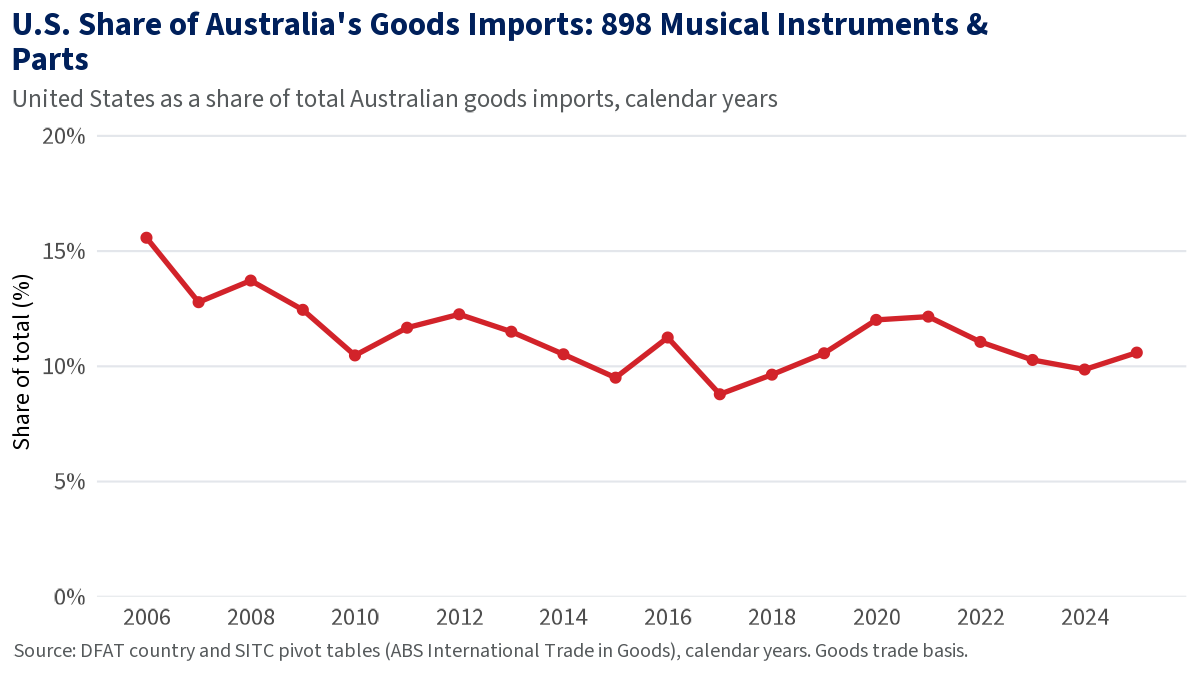 U.S. Share of Australia's Goods Imports: 898 Musical Instruments &
Parts
United States as a share of total Australian goods imports, calendar years
Share of total (%)
20%
15%
10%
5%
0%
2006 2008 2010 2012 2014 2016 2018 2020 2022 2024
Source: DFAT country and SITC pivot tables (ABS International Trade in Goods), calendar years. Goods trade basis.